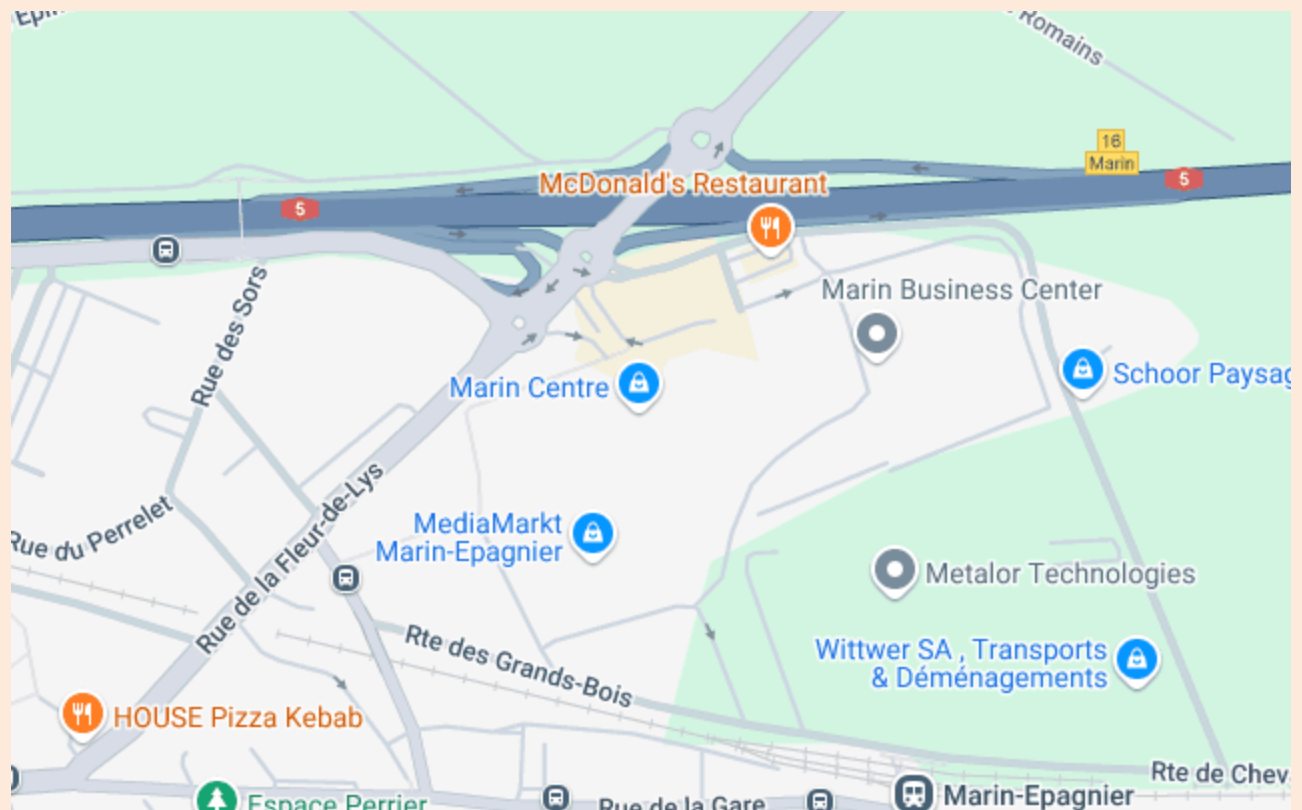 Romains
16
Marin
5
5
McDonald's Restaurant
Rue des Sors
Marin Business Center
Marin Centre
Schoor Paysag
Rue de la Fleur-de-Lys
Rue du Perrelet
MediaMarkt
Marin-Epagnier
Metalor Technologies
Rte des Grands-Bois
Wittwer SA , Transports
& Déménagements
HOUSE Pizza Kebab
Rte de Chev
Espace Perrier
Rue de la Gare
Marin-Epagnier